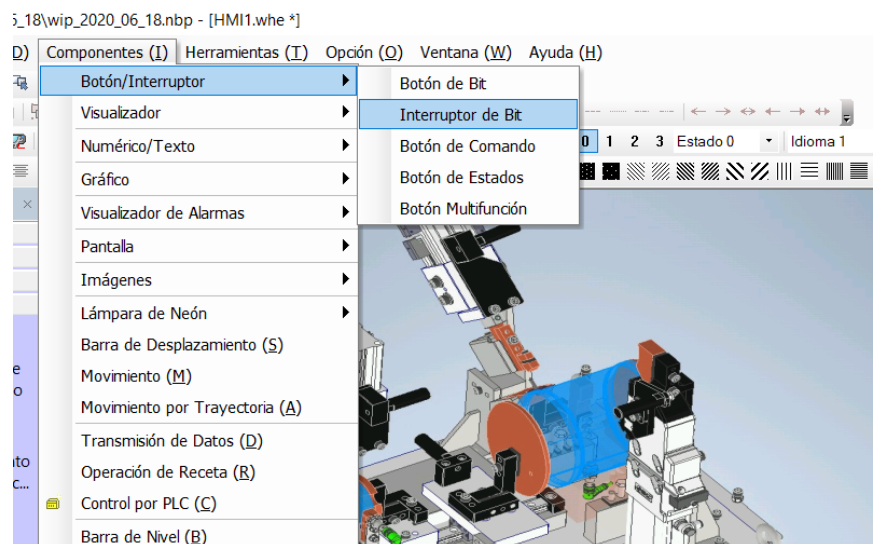 5_18\wip_2020_06_18.nbp - [HMI1.whe *]
D) Componentes (I) Herramientas (T) Opción (O) Ventana (W) Ayuda (H)
Botón/Interruptor
Botón de Bit
Visualizador
Interruptor de Bit
0 1 2 3 Estado 0 Idioma 1
Numérico/Texto
Botón de Comando
Gráfico
Botón de Estados
Visualizador de Alarmas
Botón Multifunción
Pantalla
Imágenes
Lámpara de Neón
Barra de Desplazamiento (S)
Movimiento (M)
Movimiento por Trayectoria (A)
Transmisión de Datos (D)
Operación de Receta (R)
Control por PLC (C)
Barra de Nivel (B)